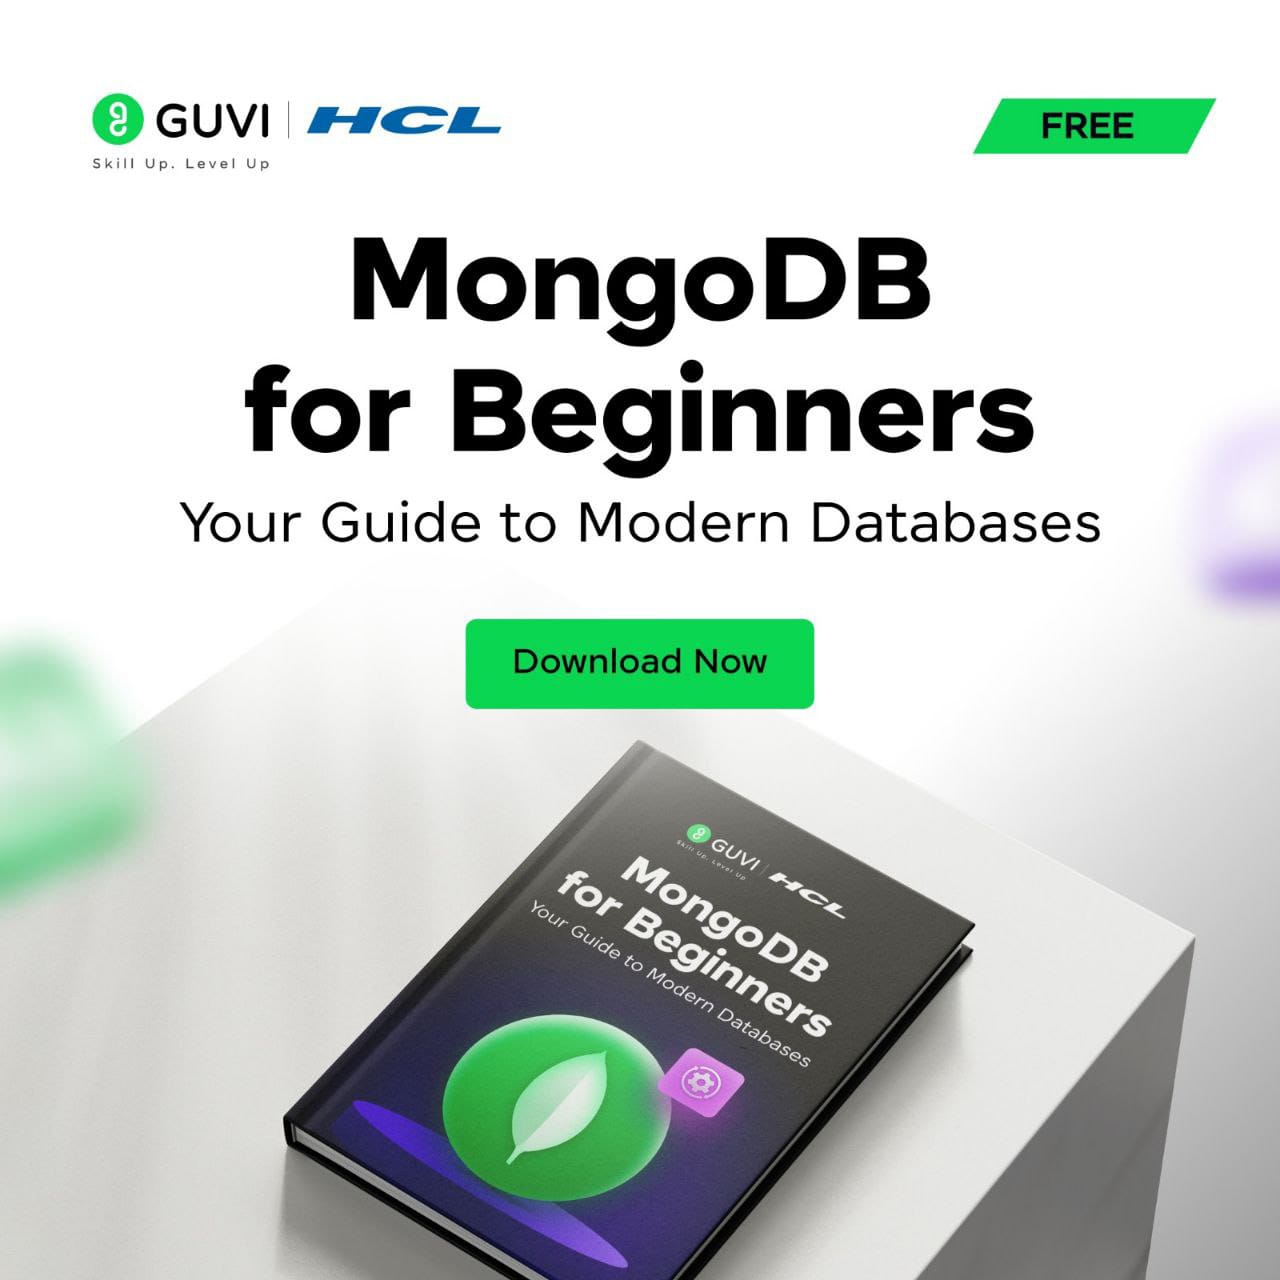 GUVI | HCL
Skill Up. Level Up
FREE
MongoDB
for Beginners
Your Guide to Modern Databases
Download Now
GUVI | HCL
Skill Up. Level Up
MongoDB
for Beginners
Your Guide to Modern Databases